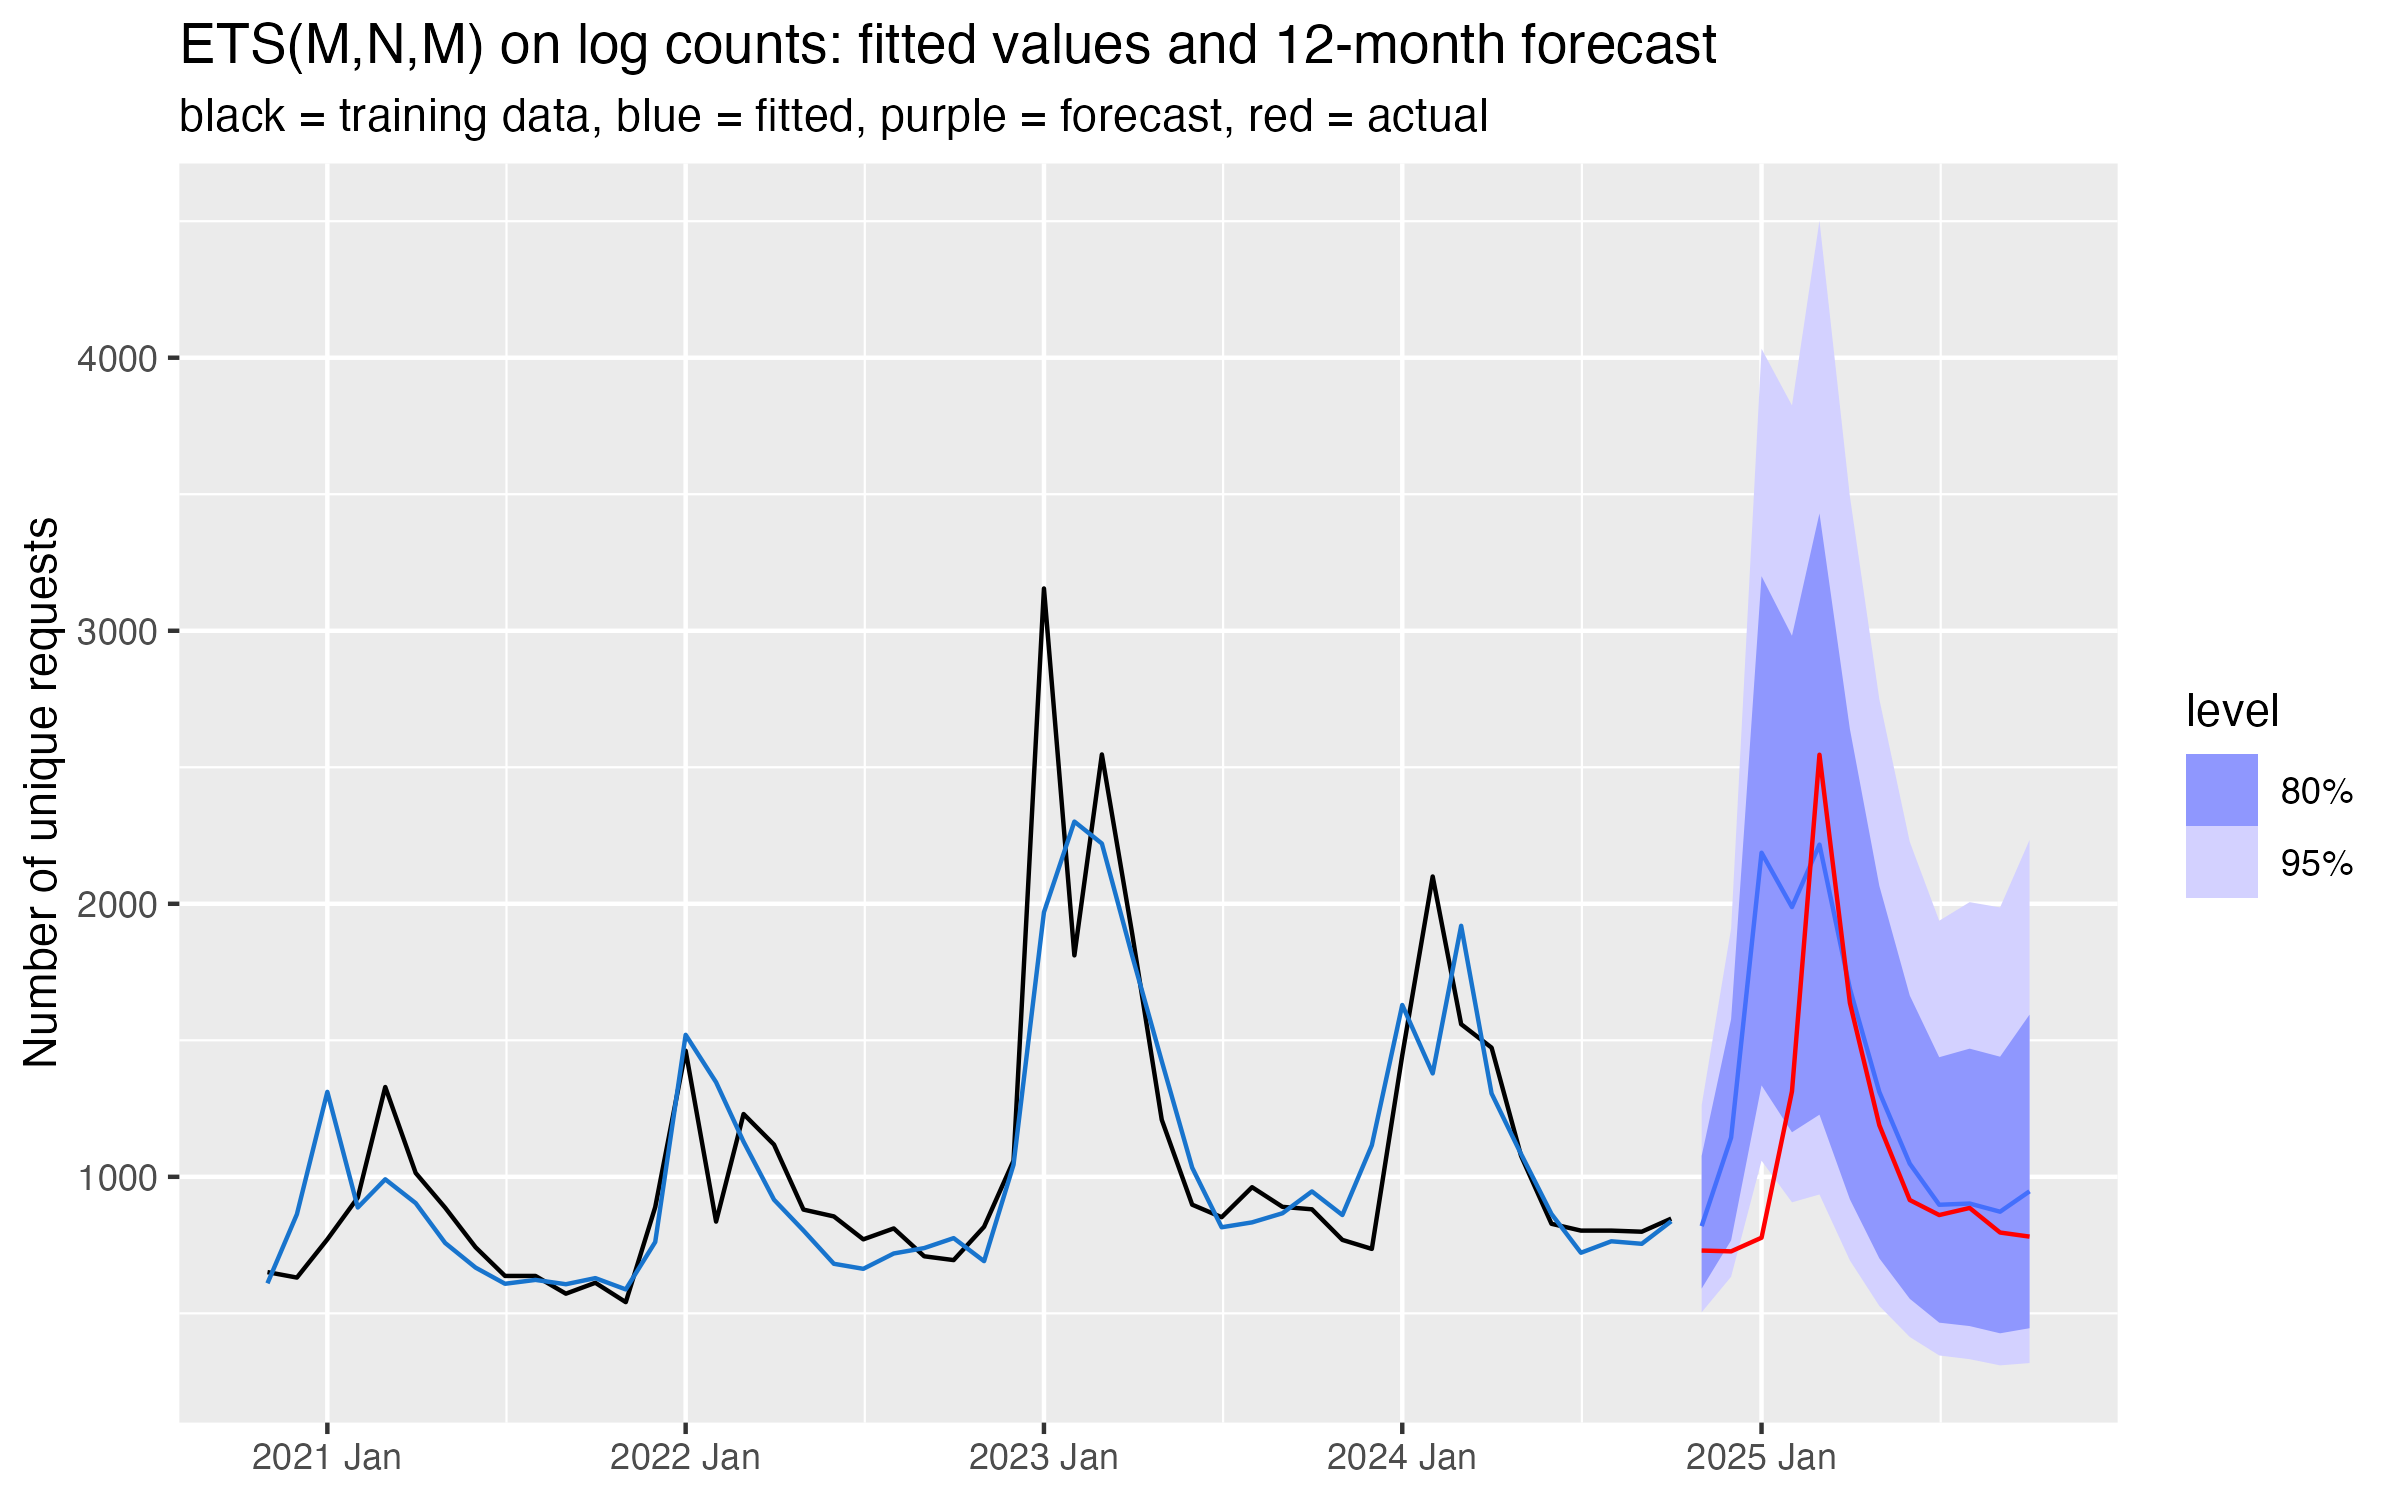 ETS(M,N,M) on log counts: fitted values and 12-month forecast
black = training data, blue = fitted, purple = forecast, red = actual
Number of unique requests
4000
3000
2000
1000
2021 Jan
2022 Jan
2023 Jan
2024 Jan
2025 Jan
level
80%
95%